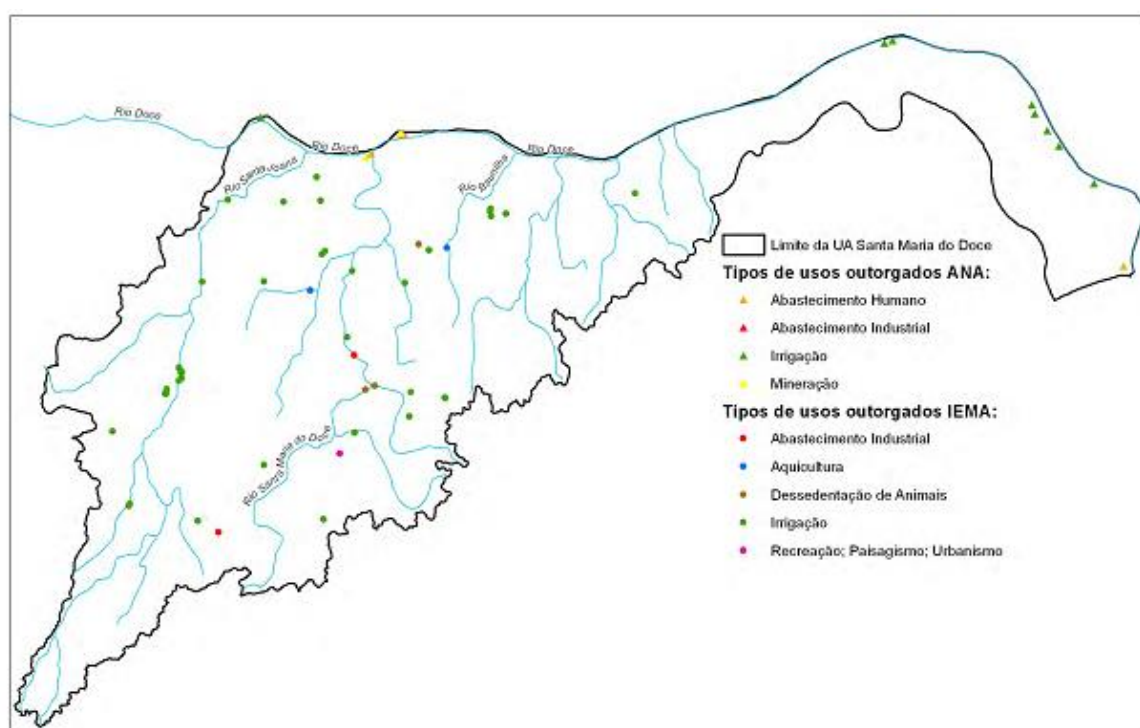 Rio Doce
Rio Doce
Rio Doce
Rio Santa Joana
Rio Baunilha
Rio Santa Maria do Doce
Limite da UA Santa Maria do Doce
Tipos de usos outorgados ANA:
Abastecimento Humano
Abastecimento Industrial
Irrigação
Mineração
Tipos de usos outorgados IEMA:
Abastecimento Industrial
Aquicultura
Dessedentação de Animais
Irrigação
Recreação; Paisagismo; Urbanismo